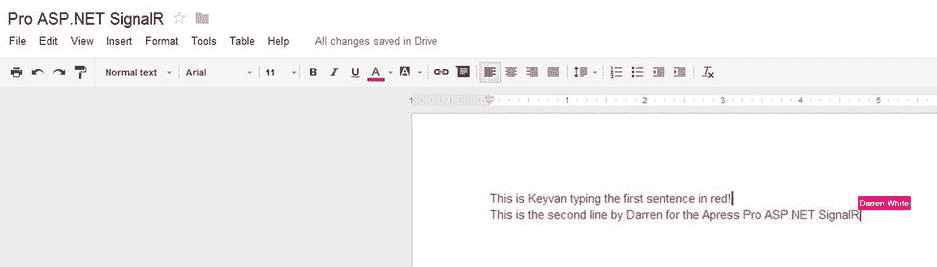 Pro ASP.NET SignalR
File Edit View Insert Format Tools Table Help All changes saved in Drive
Normal text Arial 11 B I U A A
1 1 2 3 4 5
This is Keyvan typing the first sentence in red!
Darren White
This is the second line by Darren for the Apress Pro ASP.NET SignalR